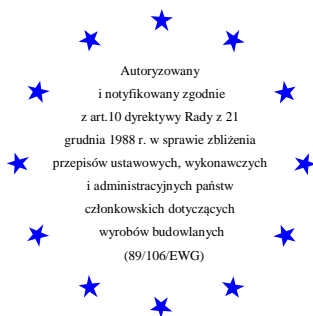 Autoryzowany
i notyfikowany zgodnie
z art.10 dyrektywy Rady z 21
grudnia 1988 r. w sprawie zbliżenia
przepisów ustawowych, wykonawczych
i administracyjnych państw
członkowskich dotyczących
wyrobów budowlanych
(89/106/EWG)